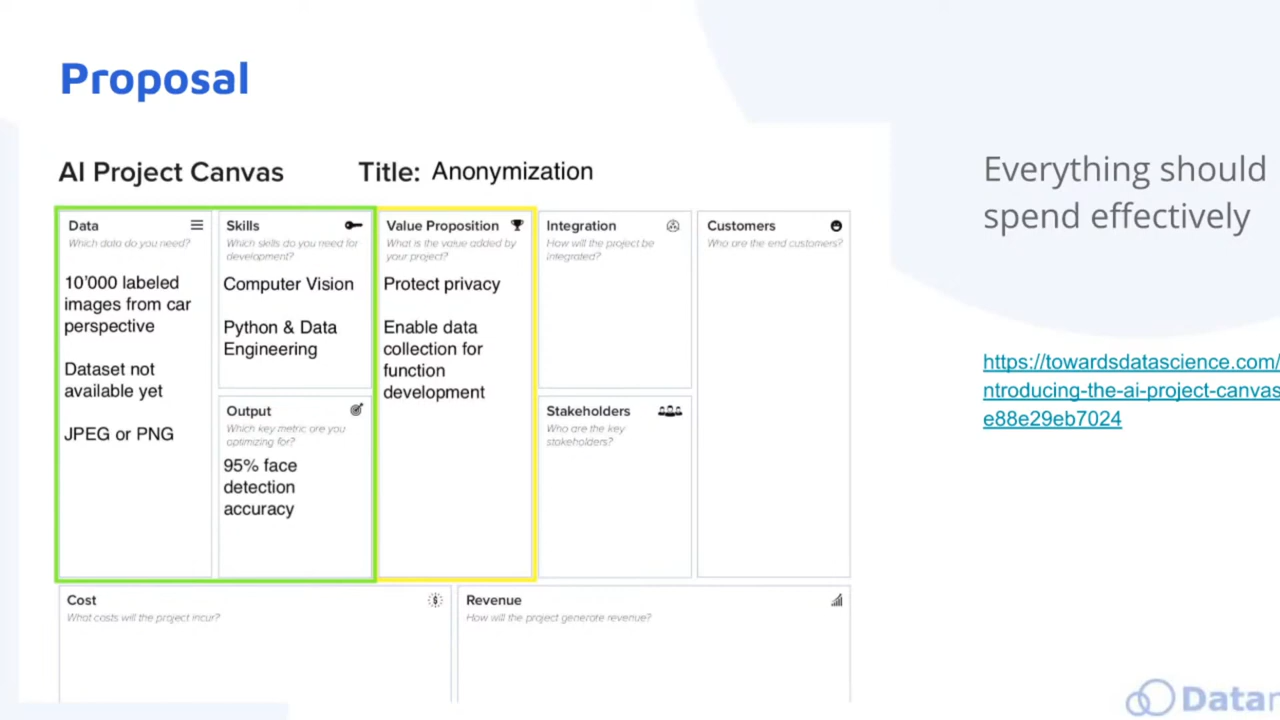 Proposal
AI Project Canvas
Title: Anonymization
Everything should
spend effectively
https://towardsdatascience.com/
ntroducing-the-ai-project-canvas
e88e29eb7024
Data
Which data do you need?
10'000 labeled
images from car
perspective
Dataset not
available yet
JPEG or PNG
Skills
Which skills do you need for
development?
Computer Vision
Python & Data
Engineering
Output
Which key metric are you
optimizing for?
95% face
detection
accuracy
Value Proposition
What is the value added by
your project?
Protect privacy
Enable data
collection for
function
development
Integration
How will the project be
integrated?
Stakeholders
Who are the key
stakeholders?
Customers
Who are the end customers?
Cost
What costs will the project incur?
Revenue
How will the project generate revenue?